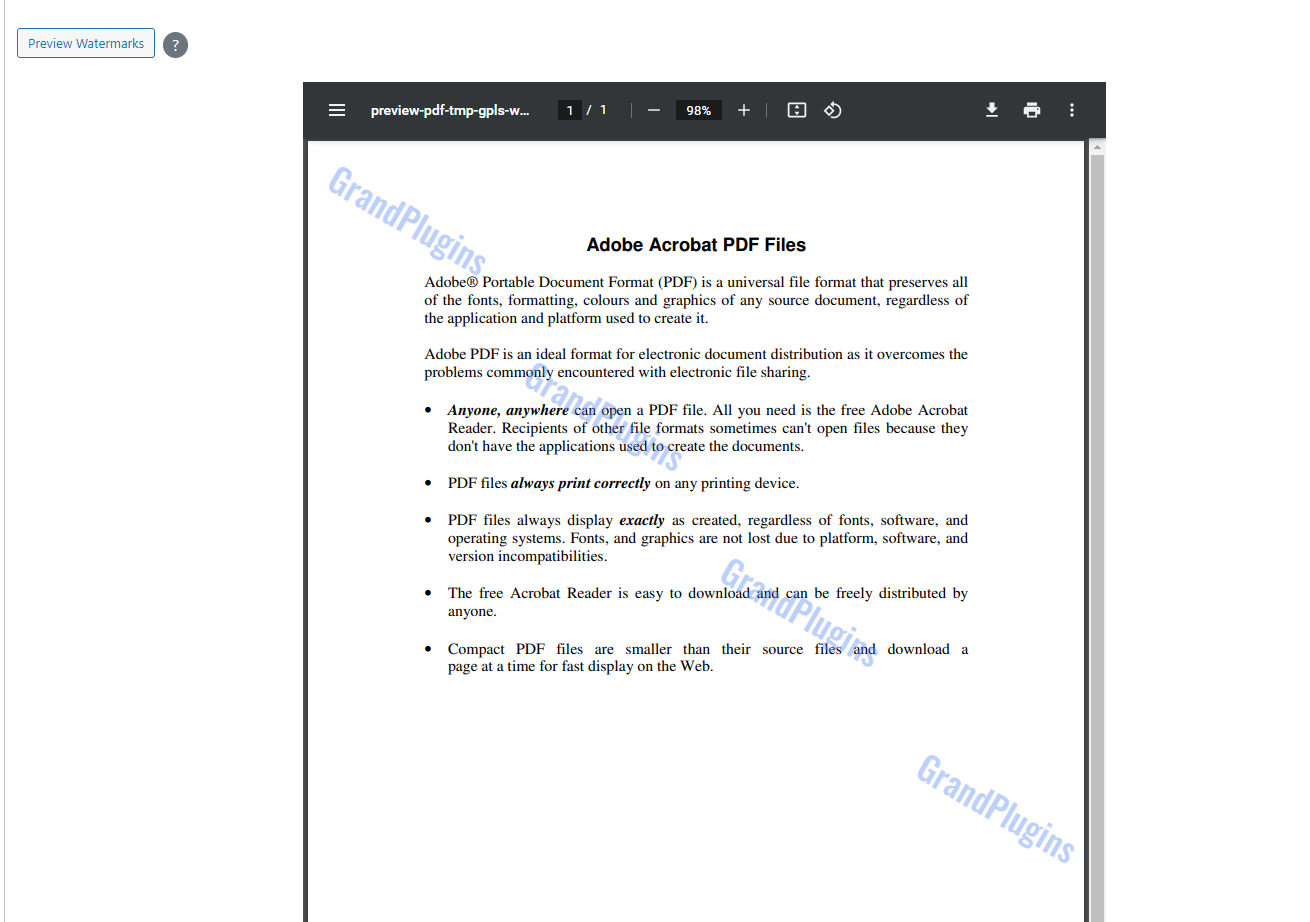 Preview Watermarks ?
preview-pdf-tmp-gpls-w... 1 / 1 98%
GrandPlugins
Adobe Acrobat PDF Files
Adobe® Portable Document Format (PDF) is a universal file format that preserves all
of the fonts, formatting, colours and graphics of any source document, regardless of
the application and platform used to create it.
Adobe PDF is an ideal format for electronic document distribution as it overcomes the
problems commonly encountered with electronic file sharing.
GrandPlugins
• Anyone, anywhere can open a PDF file. All you need is the free Adobe Acrobat
Reader. Recipients of other file formats sometimes can't open files because they
don't have the applications used to create the documents.
• PDF files always print correctly on any printing device.
• PDF files always display exactly as created, regardless of fonts, software, and
operating systems. Fonts, and graphics are not lost due to platform, software, and
version incompatibilities.
GrandPlugins
• The free Acrobat Reader is easy to download and can be freely distributed by
anyone.
• Compact PDF files are smaller than their source files and download a
page at a time for fast display on the Web.
GrandPlugins